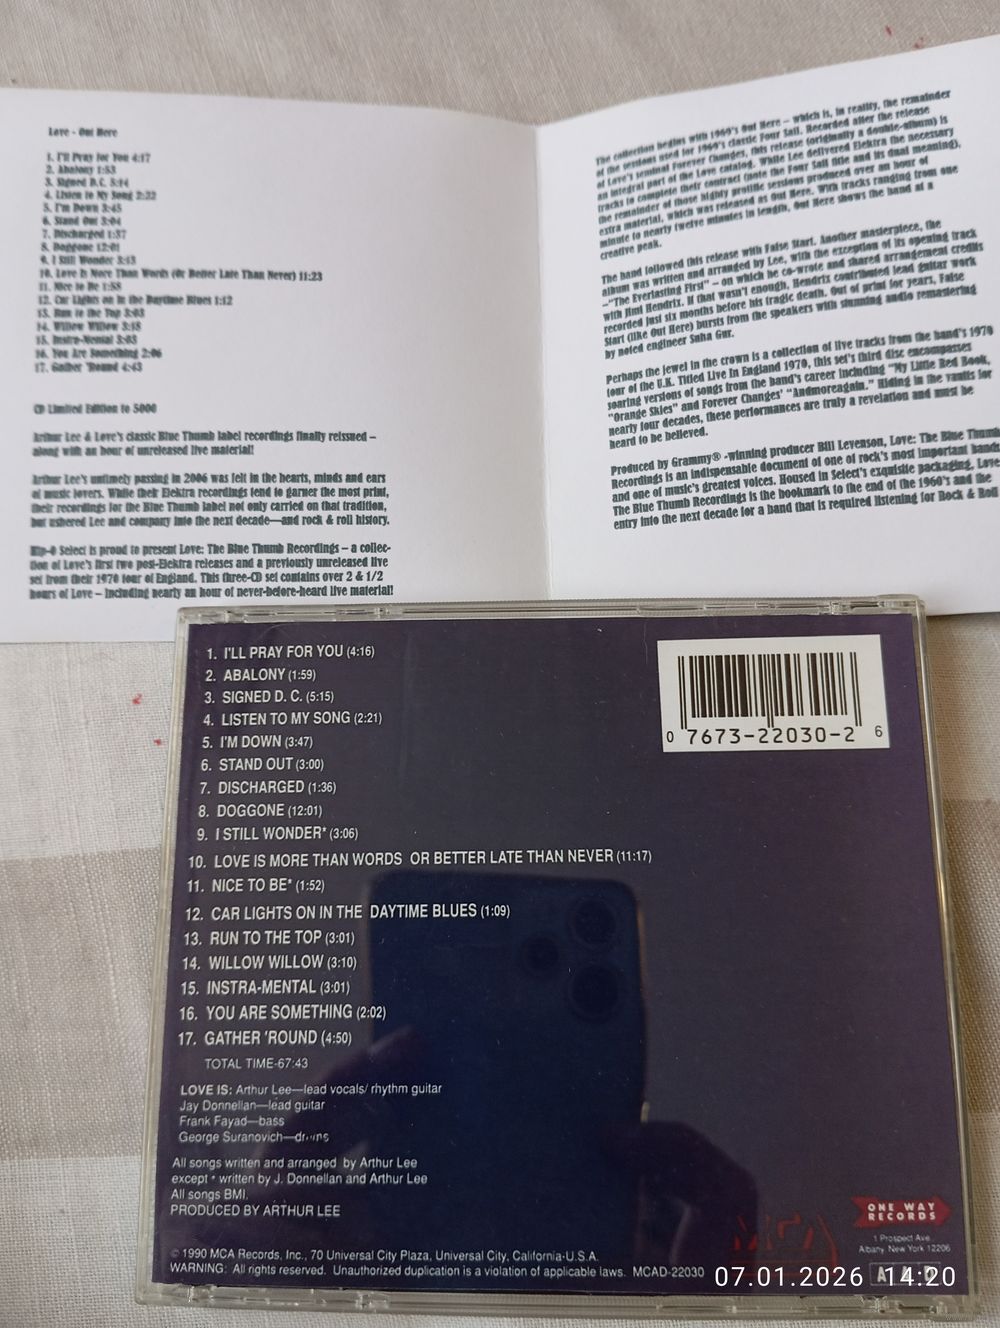 Love - Out Here
1. I'll Pray for You 4:17
2. Abalony 1:53
3. Signed D.C. 5:14
4. Listen to My Song 2:22
5. I'm Down 3:45
6. Stand Out 3:04
7. Discharged 1:37
8. Doggone 12:01
9. I Still Wonder 3:13
10. Love is More Than Words (Or Better Late Than Never) 11:23
11. Nice to Be 1:58
12. Car Lights on in the Daytime Blues 1:12
13. Run to the Top 3:03
14. Willow Willow 3:18
15. Instra-Mental 3:03
16. You Are Something 2:06
17. Gather 'Round 4:43
CD Limited Edition to 5000
Arthur Lee & Love's classic Blue Thumb label recordings finally reissued –
along with an hour of unreleased live material!
Arthur Lee's untimely passing in 2006 was felt in the hearts, minds and ears
of music lovers. While their Elektra recordings tend to garner the most print,
their recordings for the Blue Thumb label not only carried on that tradition,
but ushered Lee and company into the next decade—and rock & roll history.
Hip-O Select is proud to present Love: The Blue Thumb Recordings – a collec-
tion of Love's first two post-Elektra releases and a previously unreleased live
set from their 1970 tour of England. This three-CD set contains over 2 & 1/2
hours of Love – including nearly an hour of never-before-heard live material!
The collection begins with 1969's Out Here – which is, in reality, the remainder
of the sessions used for 1969's classic Four Sail. Recorded after the release
of Love's seminal Forever Changes, this release (originally a double-album) is
an integral part of the Love catalog. While Lee delivered Elektra the necessary
tracks to complete their contract (note the Four Sail title and its dual meaning),
the remainder of those highly prolific sessions produced over an hour of
extra material, which was released as Out Here. With tracks ranging from one
minute to nearly twelve minutes in length, Out Here shows the band at a
creative peak.
The band followed this release with False Start. Another masterpiece, the
album was written and arranged by Lee, with the exception of its opening track
–"The Everlasting First" – on which he co-wrote and shared arrangement credits
with Jimi Hendrix. If that wasn't enough, Hendrix contributed lead guitar work
recorded just six months before his tragic death. Out of print for years, False
Start (like Out Here) bursts from the speakers with stunning audio remastering
by noted engineer Suha Gur.
Perhaps the jewel in the crown is a collection of live tracks from the band's 1970
tour of the U.K. Titled Live in England 1970, this set's third disc encompasses
soaring versions of songs from the band's career including "My Little Red Book,
"Orange Skies" and Forever Changes' "Andmoreagain." Hiding in the vaults for
nearly four decades, these performances are truly a revelation and must be
heard to be believed.
Produced by Grammy® -winning producer Bill Levenson, Love: The Blue Thumb
Recordings is an indispensable document of one of rock's most important bands
and one of music's greatest voices. Housed in Select's exquisite packaging, Love:
The Blue Thumb Recordings is the bookmark to the end of the 1960's and the
entry into the next decade for a band that is required listening for Rock & Roll
1. I'LL PRAY FOR YOU (4:16)
2. ABALONY (1:59)
3. SIGNED D. C. (5:15)
4. LISTEN TO MY SONG (2:21)
5. I'M DOWN (3:47)
6. STAND OUT (3:00)
7. DISCHARGED (1:36)
8. DOGGONE (12:01)
9. I STILL WONDER* (3:06)
10. LOVE IS MORE THAN WORDS OR BETTER LATE THAN NEVER (11:17)
11. NICE TO BE* (1:52)
12. CAR LIGHTS ON IN THE DAYTIME BLUES (1:09)
13. RUN TO THE TOP (3:01)
14. WILLOW WILLOW (3:10)
15. INSTRA-MENTAL (3:01)
16. YOU ARE SOMETHING (2:02)
17. GATHER 'ROUND (4:50)
TOTAL TIME-67:43
LOVE IS: Arthur Lee—lead vocals/ rhythm guitar
Jay Donnellan—lead guitar
Frank Fayad—bass
George Suranovich—drums
All songs written and arranged by Arthur Lee
except * written by J. Donnellan and Arthur Lee
All songs BMI.
PRODUCED BY ARTHUR LEE
© 1990 MCA Records, Inc., 70 Universal City Plaza, Universal City, California-U.S.A.
WARNING: All rights reserved. Unauthorized duplication is a violation of applicable laws. MCAD-22030
0 7673-22030-2 6
MCA
ONE WAY
RECORDS
1 Prospect Ave.
Albany, New York 12206
AAD
07.01.2026 14:20